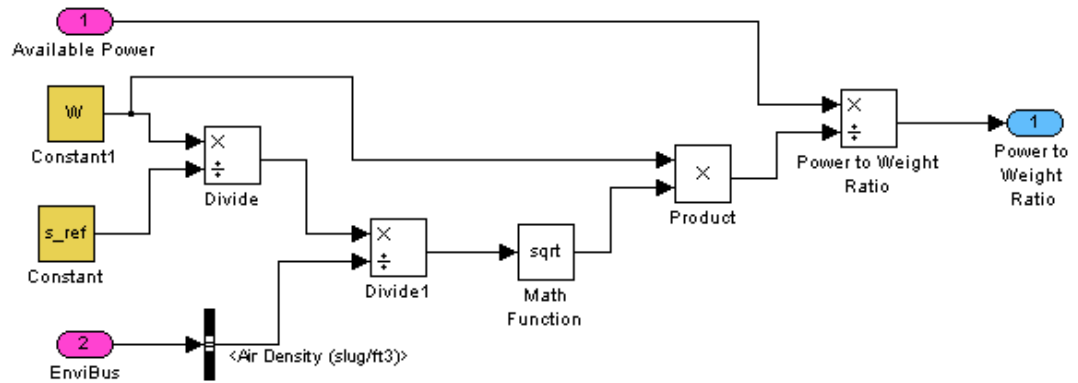 1
Available Power
W
Constant1
×
÷
Divide
s_ref
Constant
×
÷
Divide1
2
EnviBus
<Air Density (slug/ft3)>
sqrt
Math
Function
×
Product
×
÷
Power to Weight
Ratio
1
Power to
Weight
Ratio